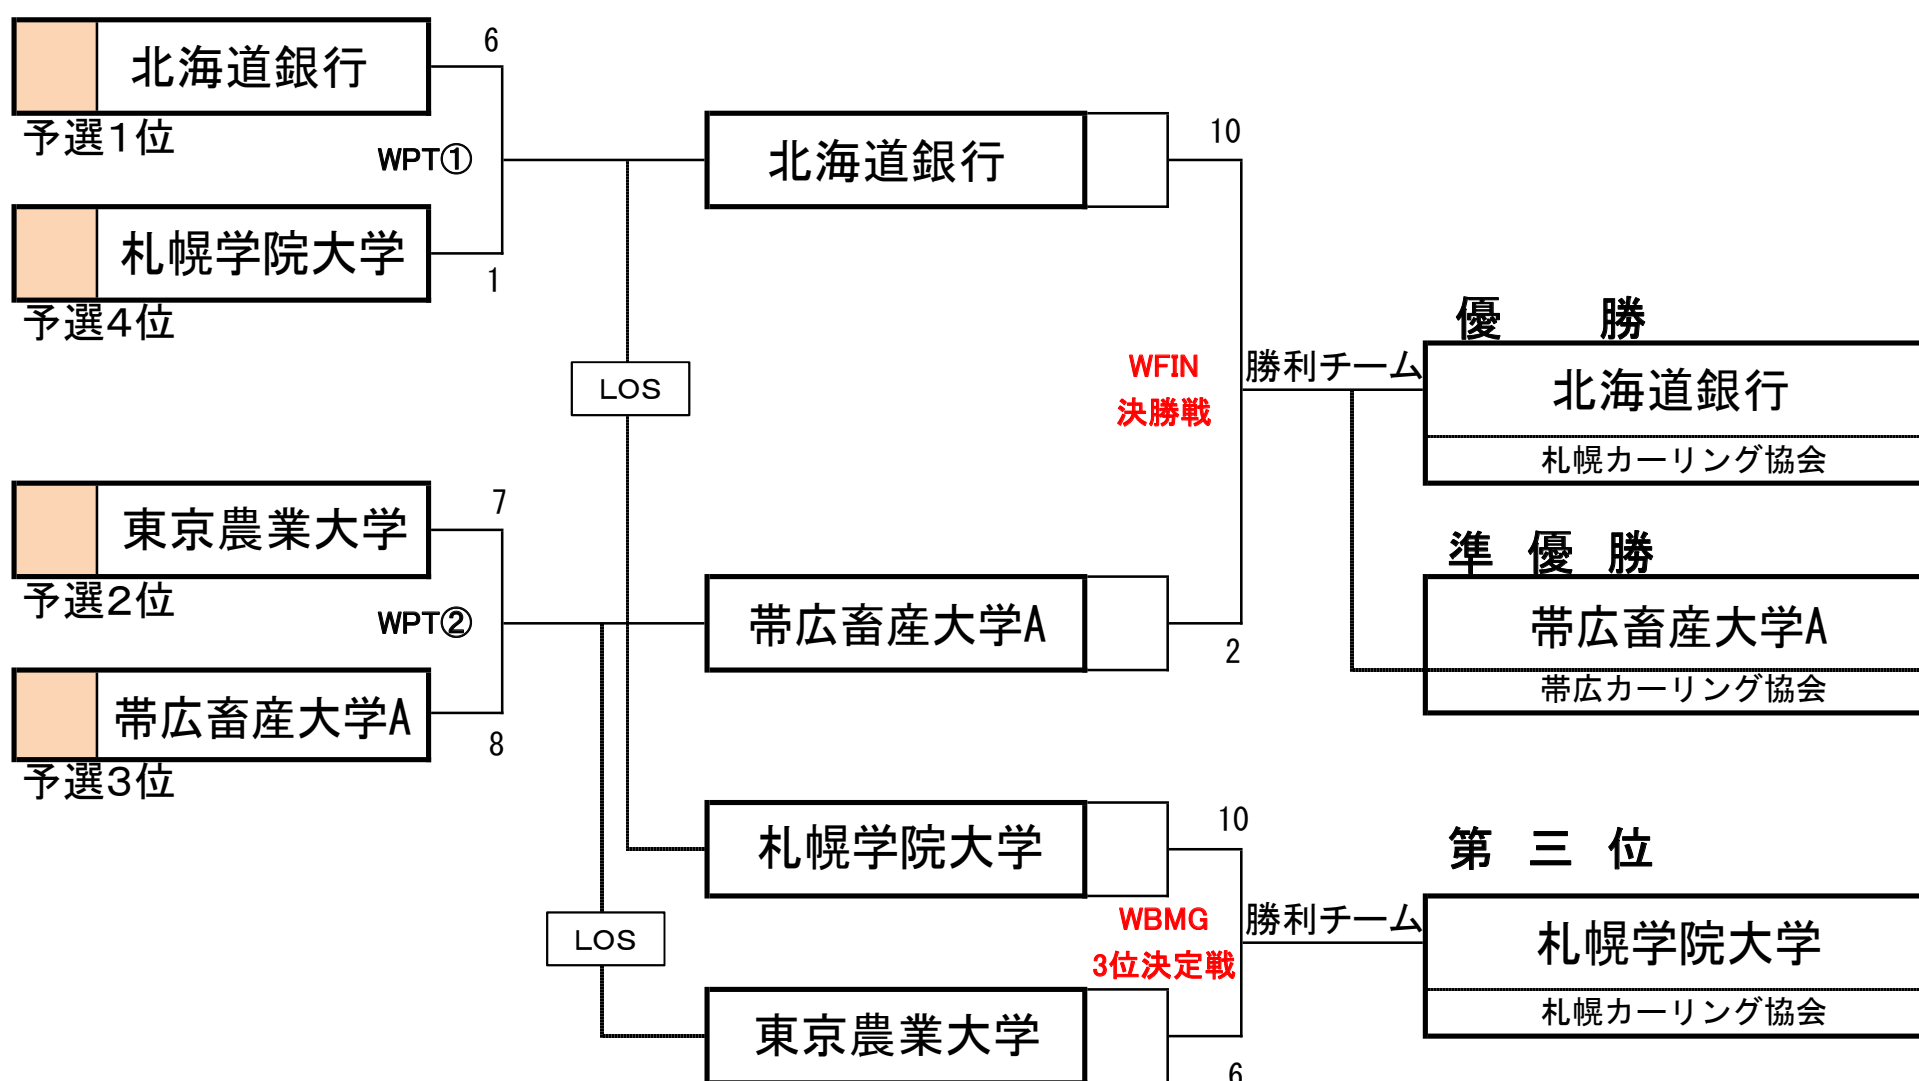 6
北海道銀行
予選1位
WPT①
札幌学院大学
1
予選4位
北海道銀行
10
LOS
WFIN
決勝戦
勝利チーム
優 勝
北海道銀行
札幌カーリング協会
7
東京農業大学
予選2位
WPT②
帯広畜産大学A
8
予選3位
帯広畜産大学A
2
準 優 勝
帯広畜産大学A
帯広カーリング協会
札幌学院大学
10
LOS
WBMG
3位決定戦
勝利チーム
東京農業大学
6
第 三 位
札幌学院大学
札幌カーリング協会